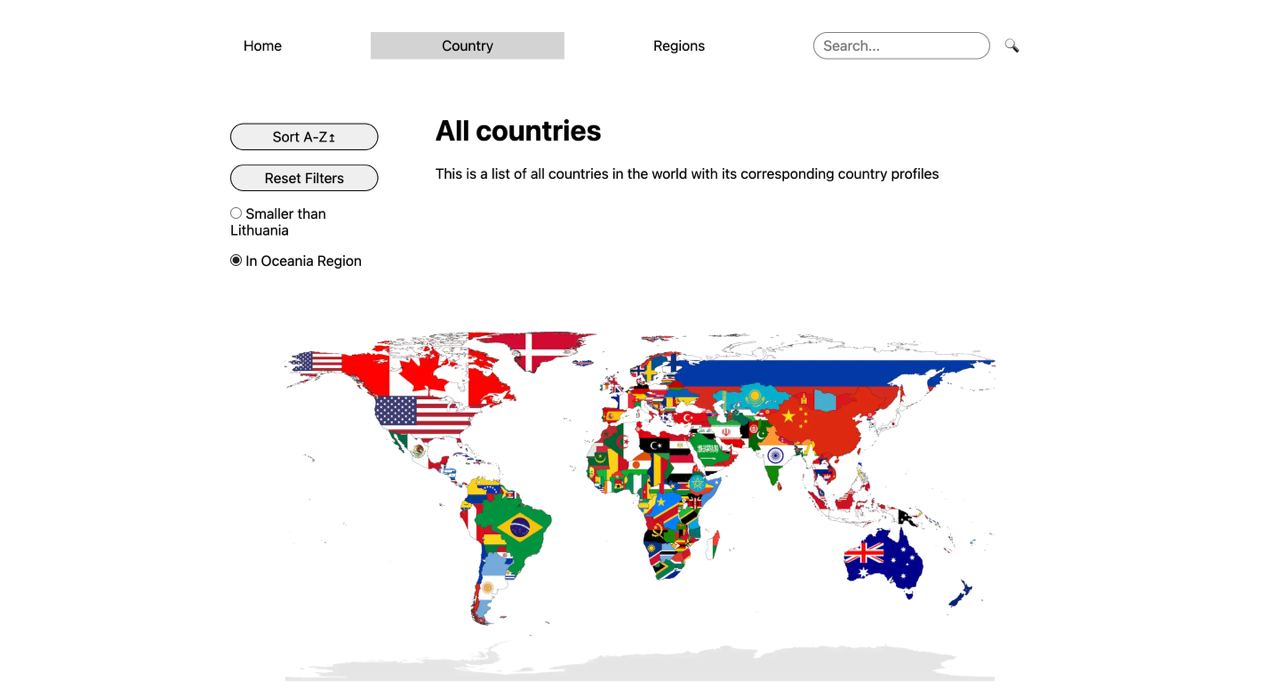 Home
Country
Regions
Search...
Sort A-Z↕
All countries
Reset Filters
This is a list of all countries in the world with its corresponding country profiles
Smaller than
Lithuania
In Oceania Region